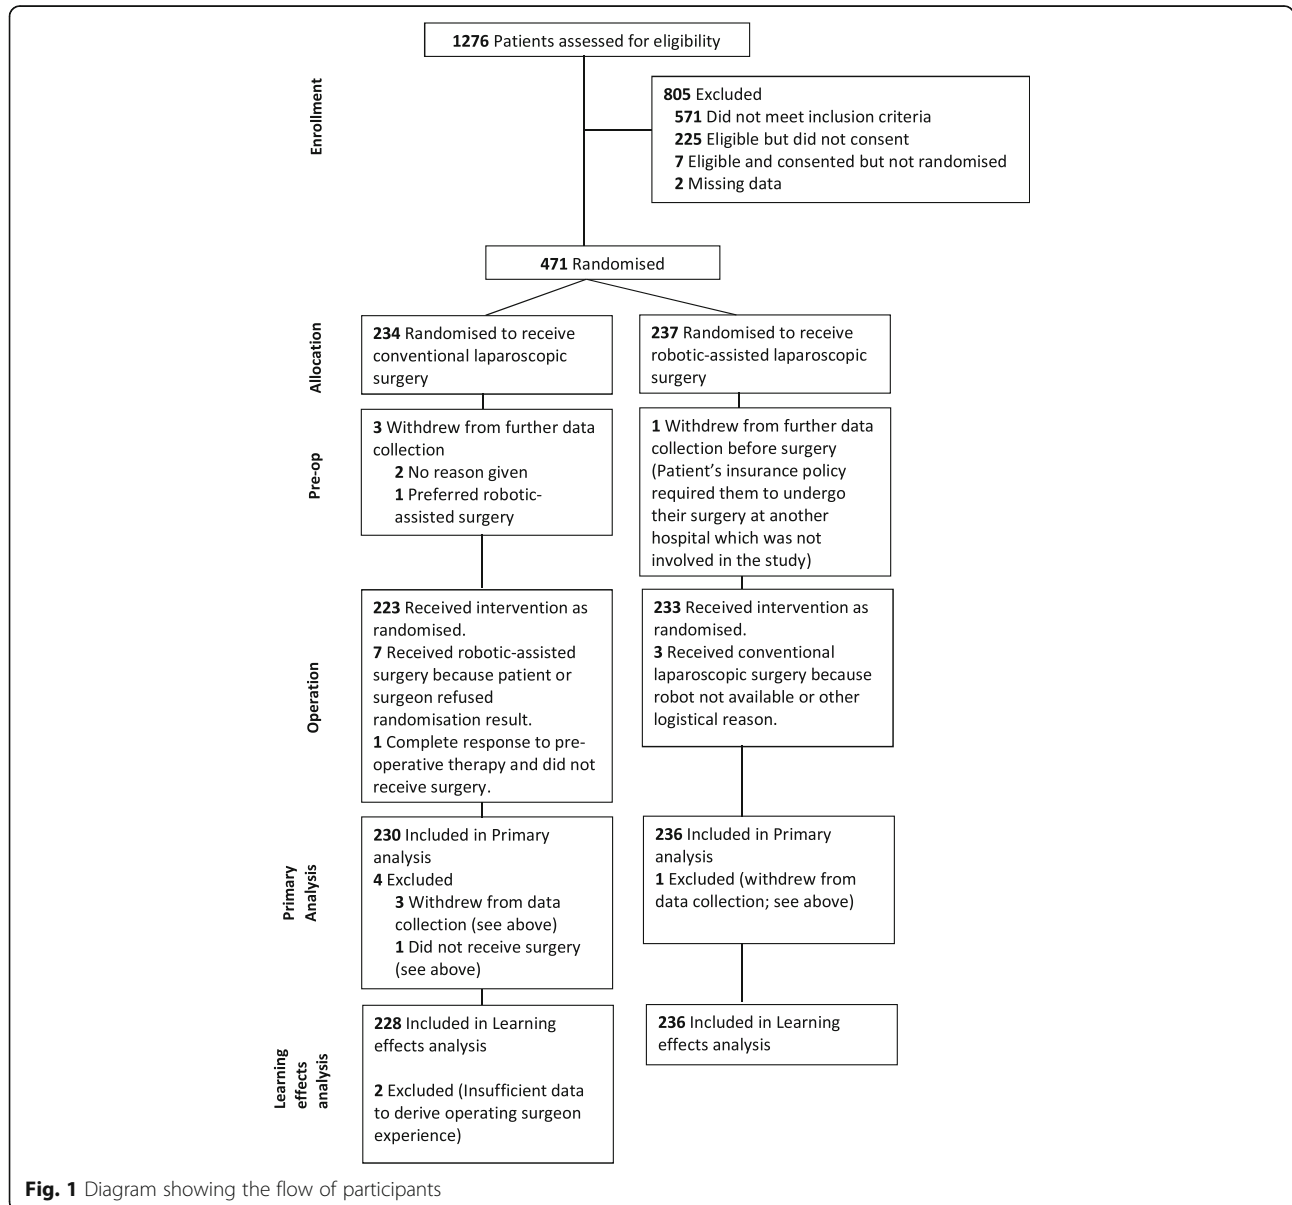 1276 Patients assessed for eligibility
Enrollment
805 Excluded
571 Did not meet inclusion criteria
225 Eligible but did not consent
7 Eligible and consented but not randomised
2 Missing data
471 Randomised
Allocation
234 Randomised to receive
conventional laparoscopic
surgery
237 Randomised to receive
robotic-assisted laparoscopic
surgery
Pre-op
3 Withdrew from further data
collection
2 No reason given
1 Preferred robotic-
assisted surgery
1 Withdrew from further data
collection before surgery
(Patient’s insurance policy
required them to undergo
their surgery at another
hospital which was not
involved in the study)
Operation
223 Received intervention as
randomised.
7 Received robotic-assisted
surgery because patient or
surgeon refused
randomisation result.
1 Complete response to pre-
operative therapy and did not
receive surgery.
233 Received intervention as
randomised.
3 Received conventional
laparoscopic surgery because
robot not available or other
logistical reason.
Primary
Analysis
230 Included in Primary
analysis
4 Excluded
3 Withdrew from data
collection (see above)
1 Did not receive surgery
(see above)
236 Included in Primary
analysis
1 Excluded (withdrew from
data collection; see above)
Learning
effects
analysis
228 Included in Learning
effects analysis
2 Excluded (Insufficient data
to derive operating surgeon
experience)
236 Included in Learning
effects analysis
Fig. 1 Diagram showing the flow of participants